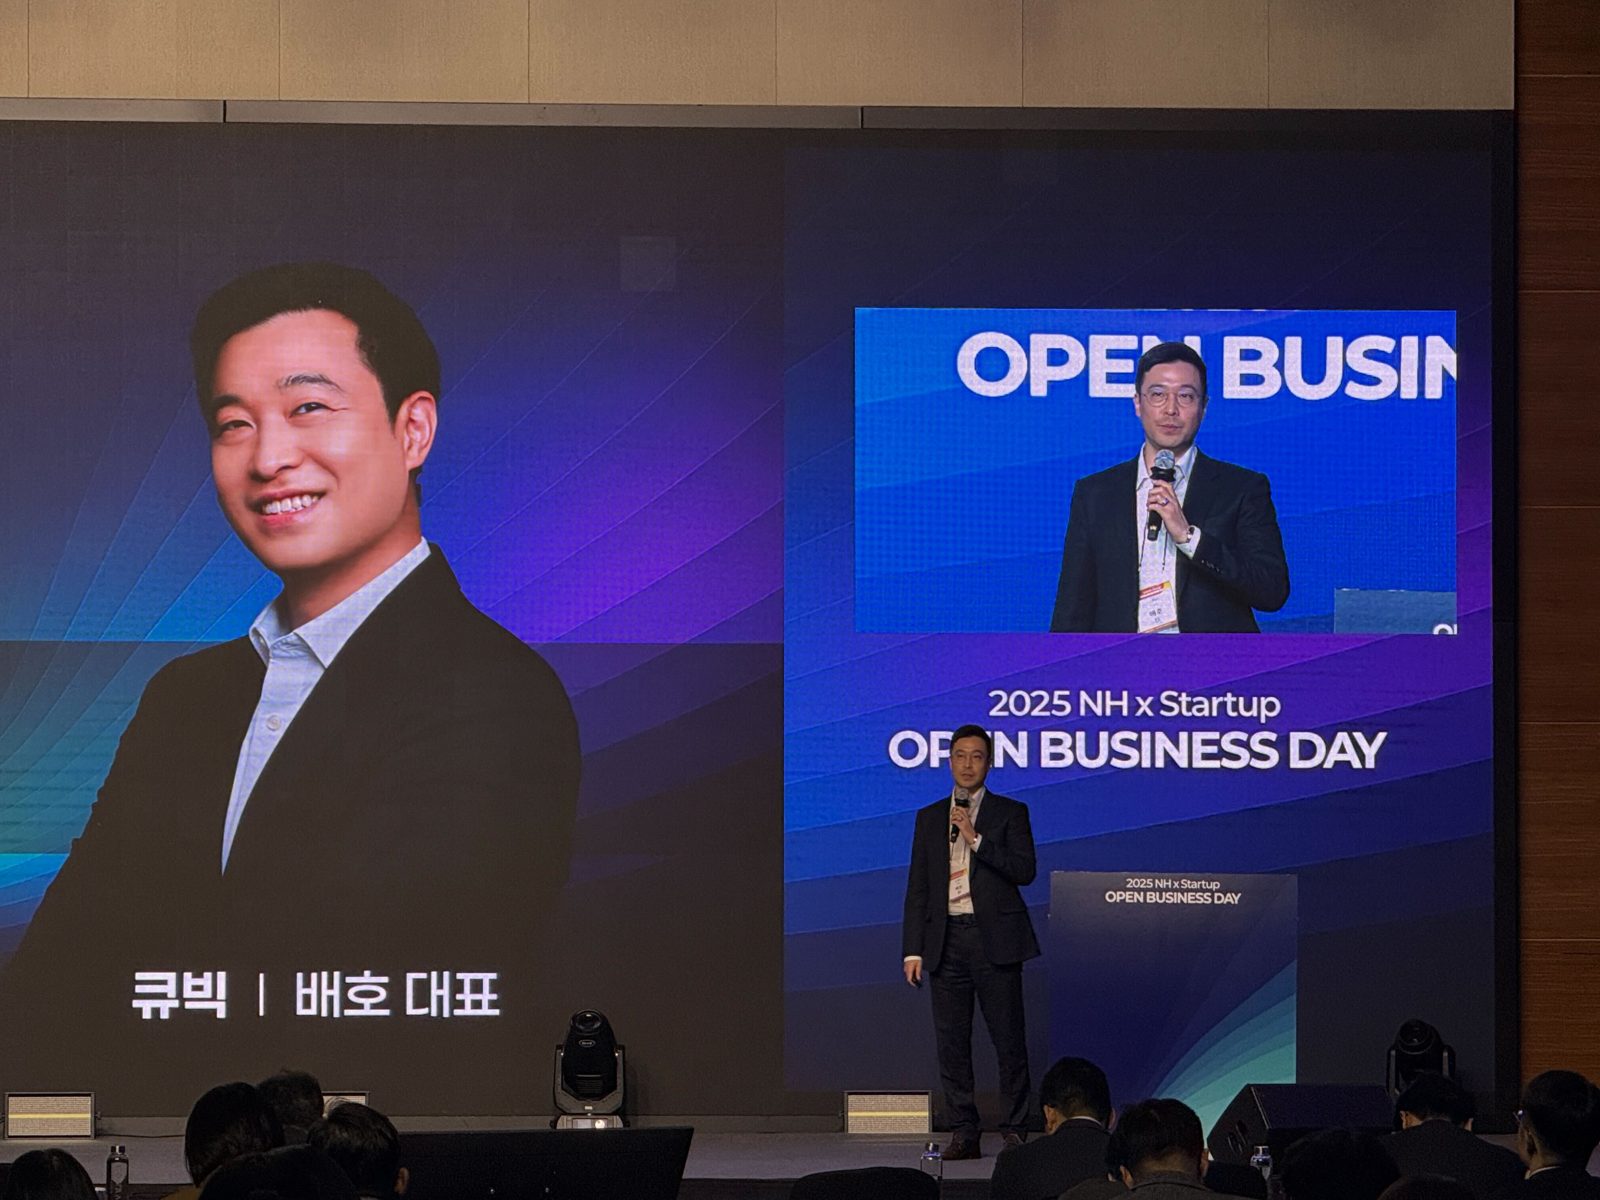 OPEN BUSIN
2025 NH x Startup
OPEN BUSINESS DAY
2025 NH x Startup
OPEN BUSINESS DAY
큐빅 | 배호 대표